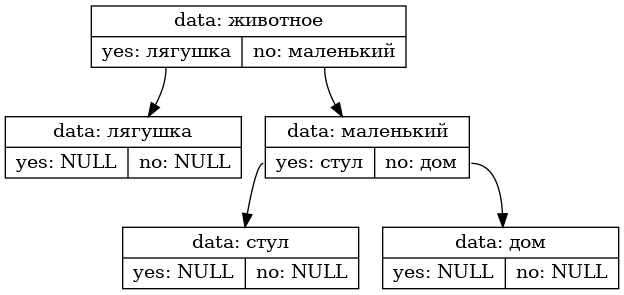 data: животное
yes: лягушка no: маленький
data: лягушка
yes: NULL no: NULL
data: маленький
yes: стул no: дом
data: стул
yes: NULL no: NULL
data: дом
yes: NULL no: NULL